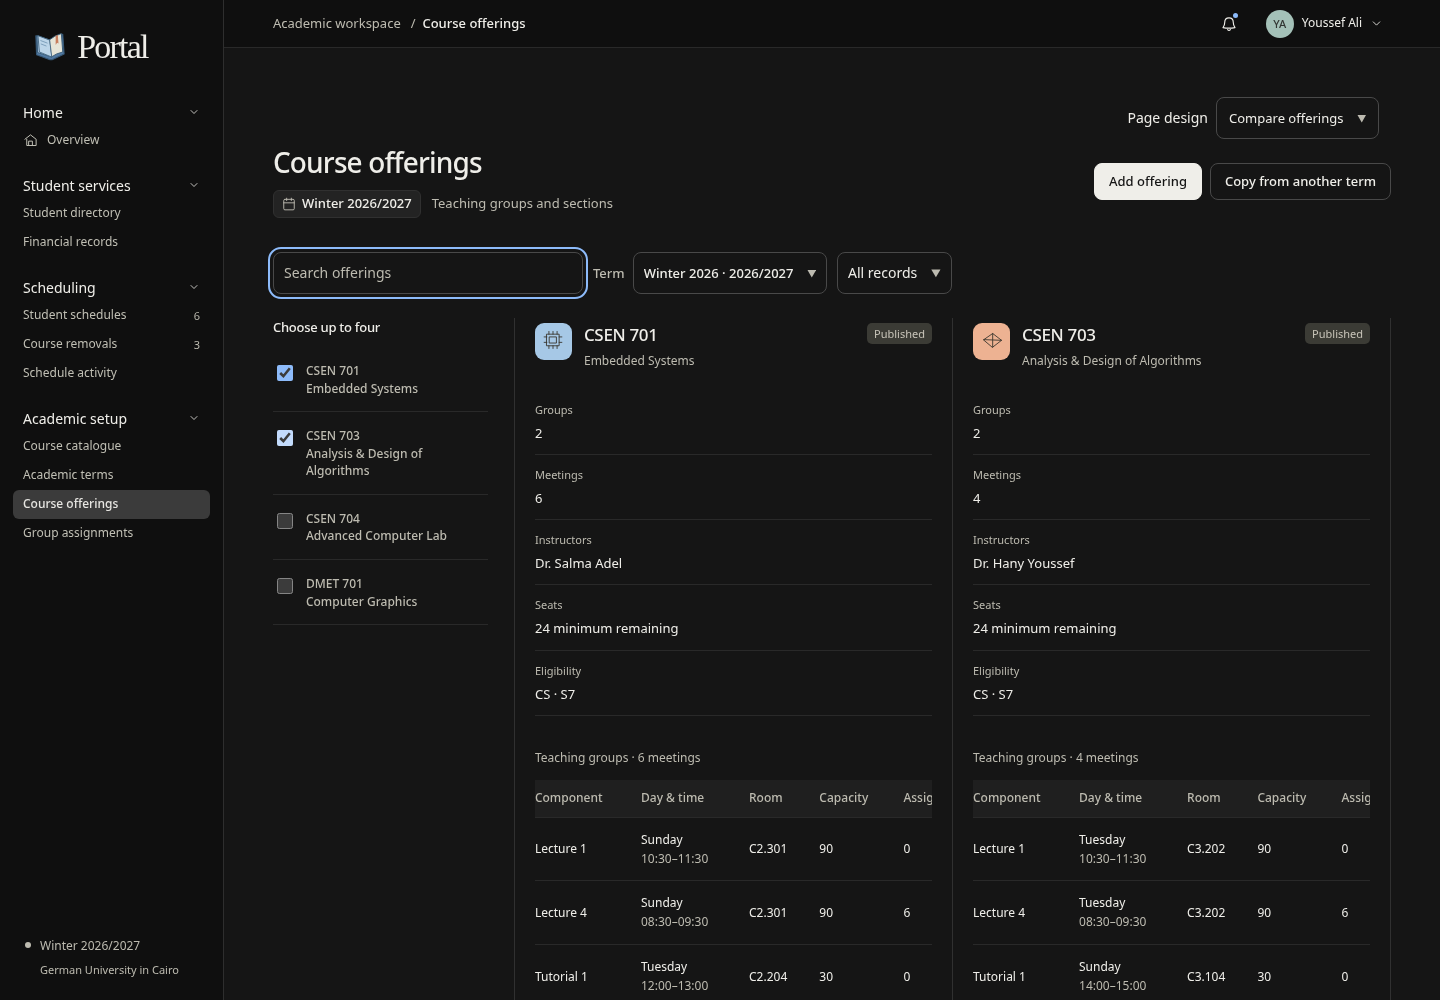 Portal
Home
Overview
Student services
Student directory
Financial records
Scheduling
Student schedules 6
Course removals 3
Schedule activity
Academic setup
Course catalogue
Academic terms
Course offerings
Group assignments
Winter 2026/2027
German University in Cairo
Academic workspace / Course offerings
YA Youssef Ali
Page design Compare offerings
Course offerings
Add offering Copy from another term
Winter 2026/2027 Teaching groups and sections
Search offerings Term Winter 2026 · 2026/2027 All records
Choose up to four
CSEN 701
Embedded Systems
CSEN 703
Analysis & Design of
Algorithms
CSEN 704
Advanced Computer Lab
DMET 701
Computer Graphics
CSEN 701 Published
Embedded Systems
Groups
2
Meetings
6
Instructors
Dr. Salma Adel
Seats
24 minimum remaining
Eligibility
CS · S7
Teaching groups · 6 meetings
Component Day & time Room Capacity Assig
Lecture 1 Sunday 10:30–11:30 C2.301 90 0
Lecture 4 Sunday 08:30–09:30 C2.301 90 6
Tutorial 1 Tuesday 12:00–13:00 C2.204 30 0
CSEN 703 Published
Analysis & Design of Algorithms
Groups
2
Meetings
4
Instructors
Dr. Hany Youssef
Seats
24 minimum remaining
Eligibility
CS · S7
Teaching groups · 4 meetings
Component Day & time Room Capacity Assig
Lecture 1 Tuesday 10:30–11:30 C3.202 90 0
Lecture 4 Tuesday 08:30–09:30 C3.202 90 6
Tutorial 1 Sunday 14:00–15:00 C3.104 30 0